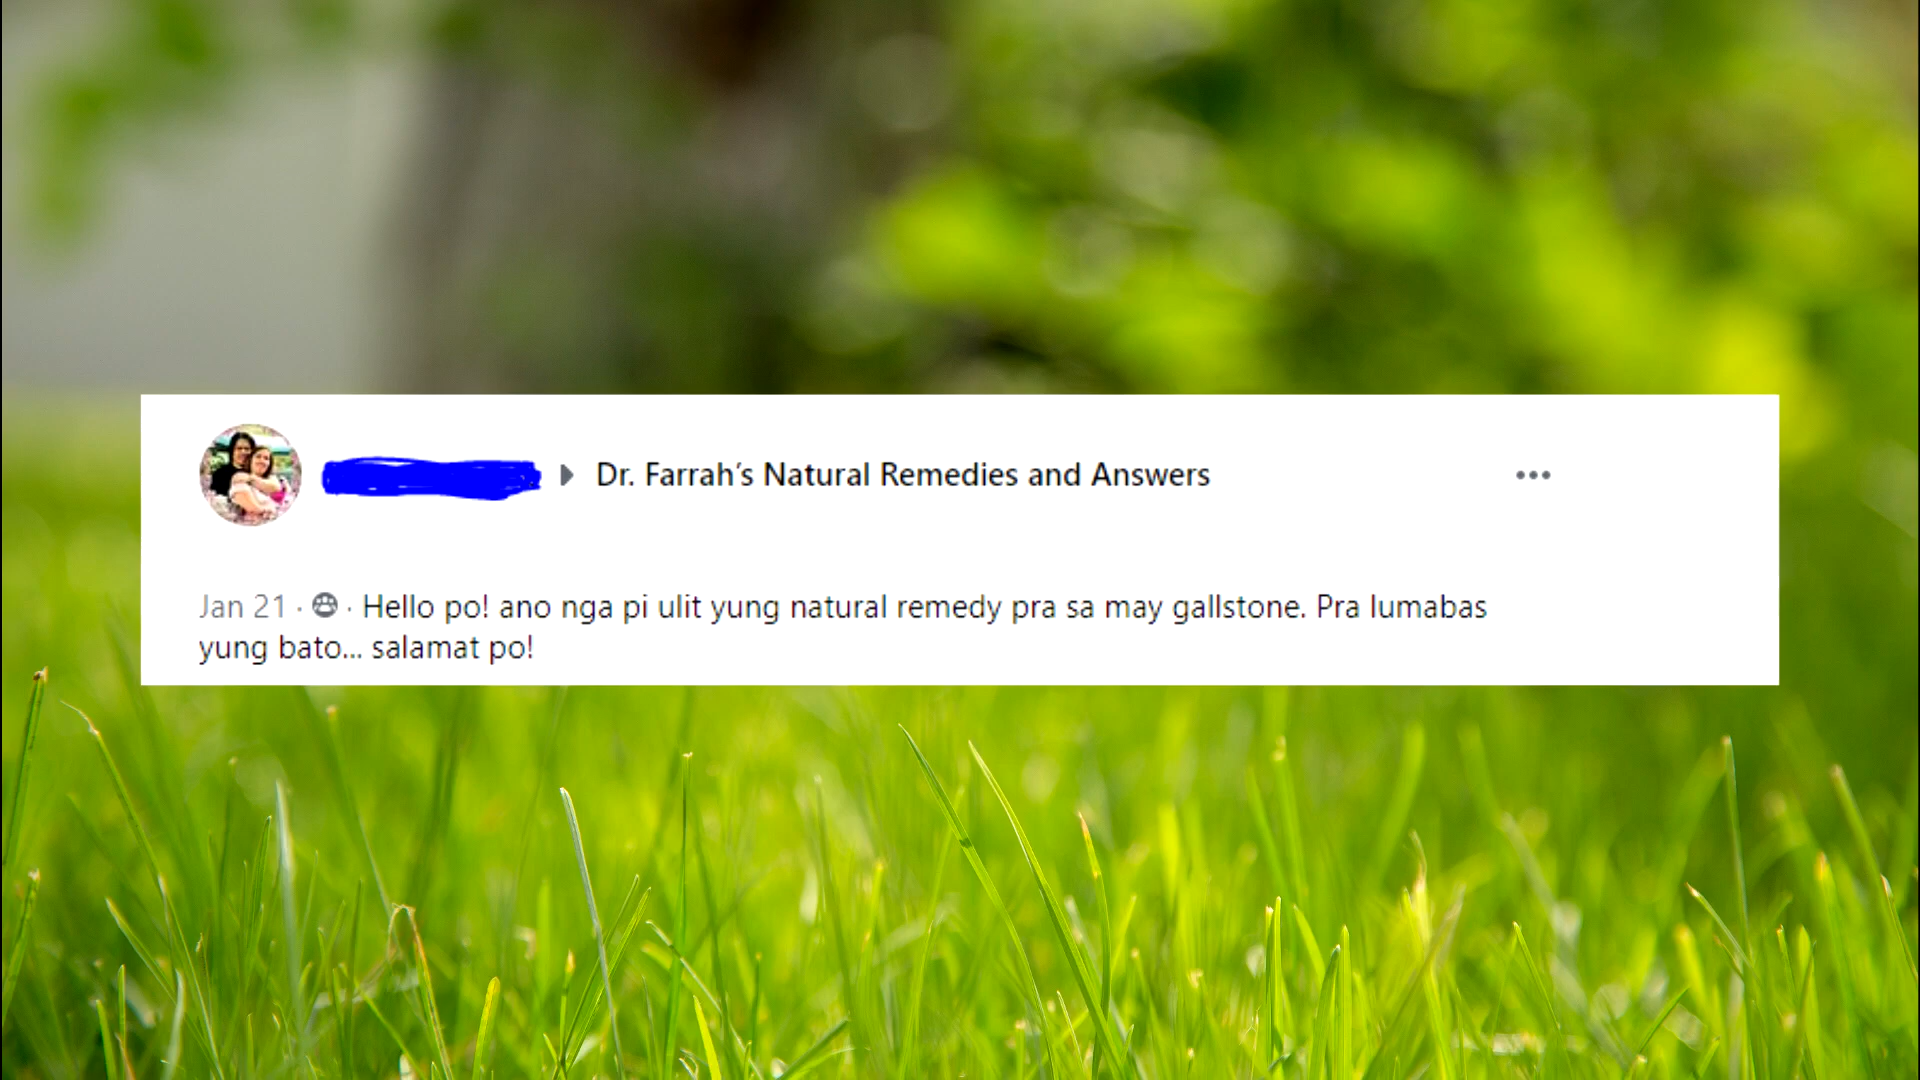 Dr. Farrah's Natural Remedies and Answers
Jan 21 · · Hello po! ano nga pi ulit yung natural remedy pra sa may gallstone. Pra lumabas
yung bato... salamat po!